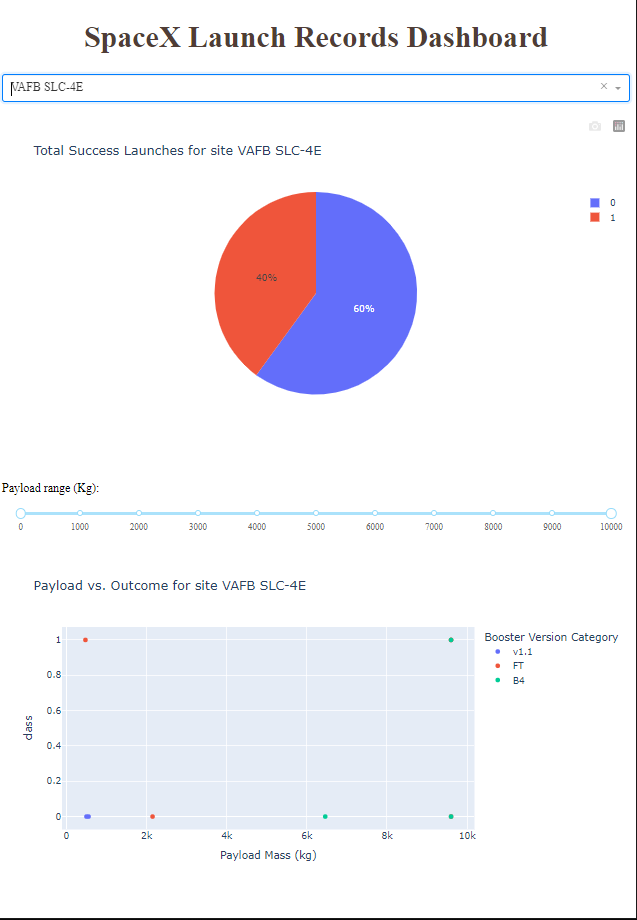 SpaceX Launch Records Dashboard
VAFB SLC-4E
Total Success Launches for site VAFB SLC-4E
0
1
40%
60%
Payload range (Kg):
0 1000 2000 3000 4000 5000 6000 7000 8000 9000 10000
Payload vs. Outcome for site VAFB SLC-4E
Booster Version Category
v1.1
FT
B4
1
0.8
0.6
0.4
0.2
0
class
0 2k 4k 6k 8k 10k
Payload Mass (kg)